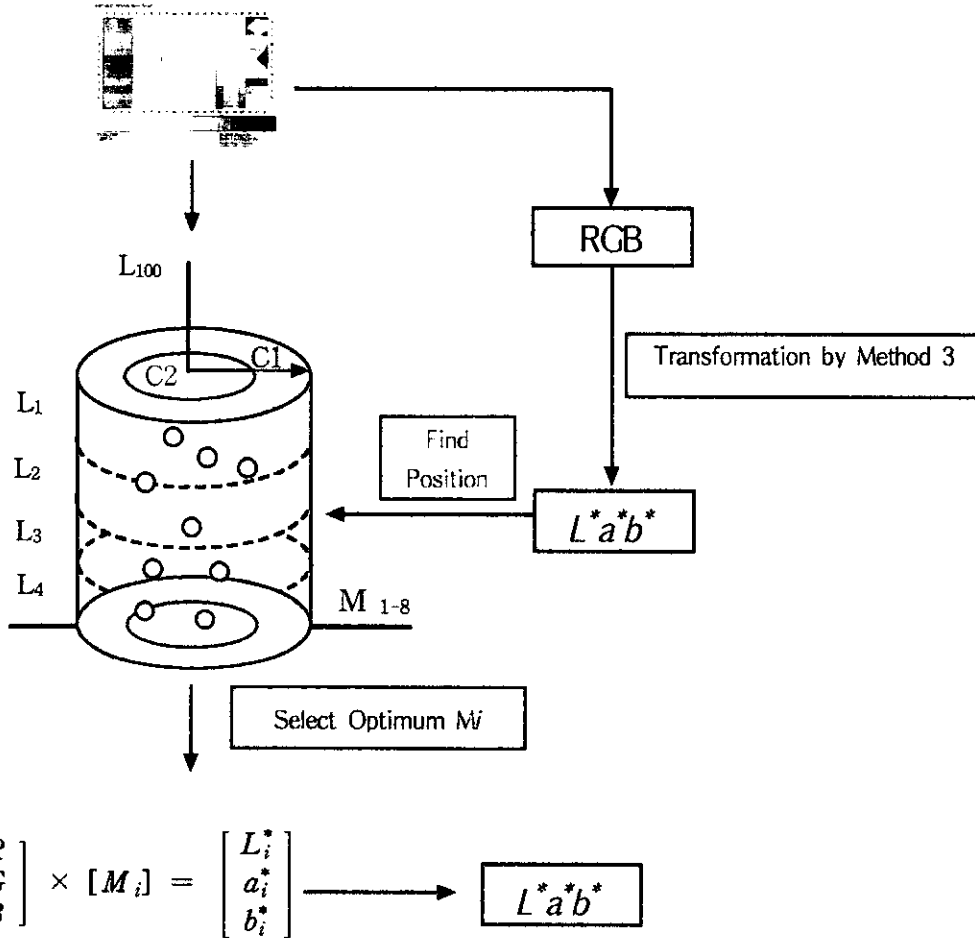 RGB
L₁₀₀
Transformation by Method 3
C1
C2
L₁
Find
Position
L₂
L*a*b*
L₃
L₄
M ₁₋₈
Select Optimum Mi
× [M i] = [L*i a*i b*i]
L*a*b*